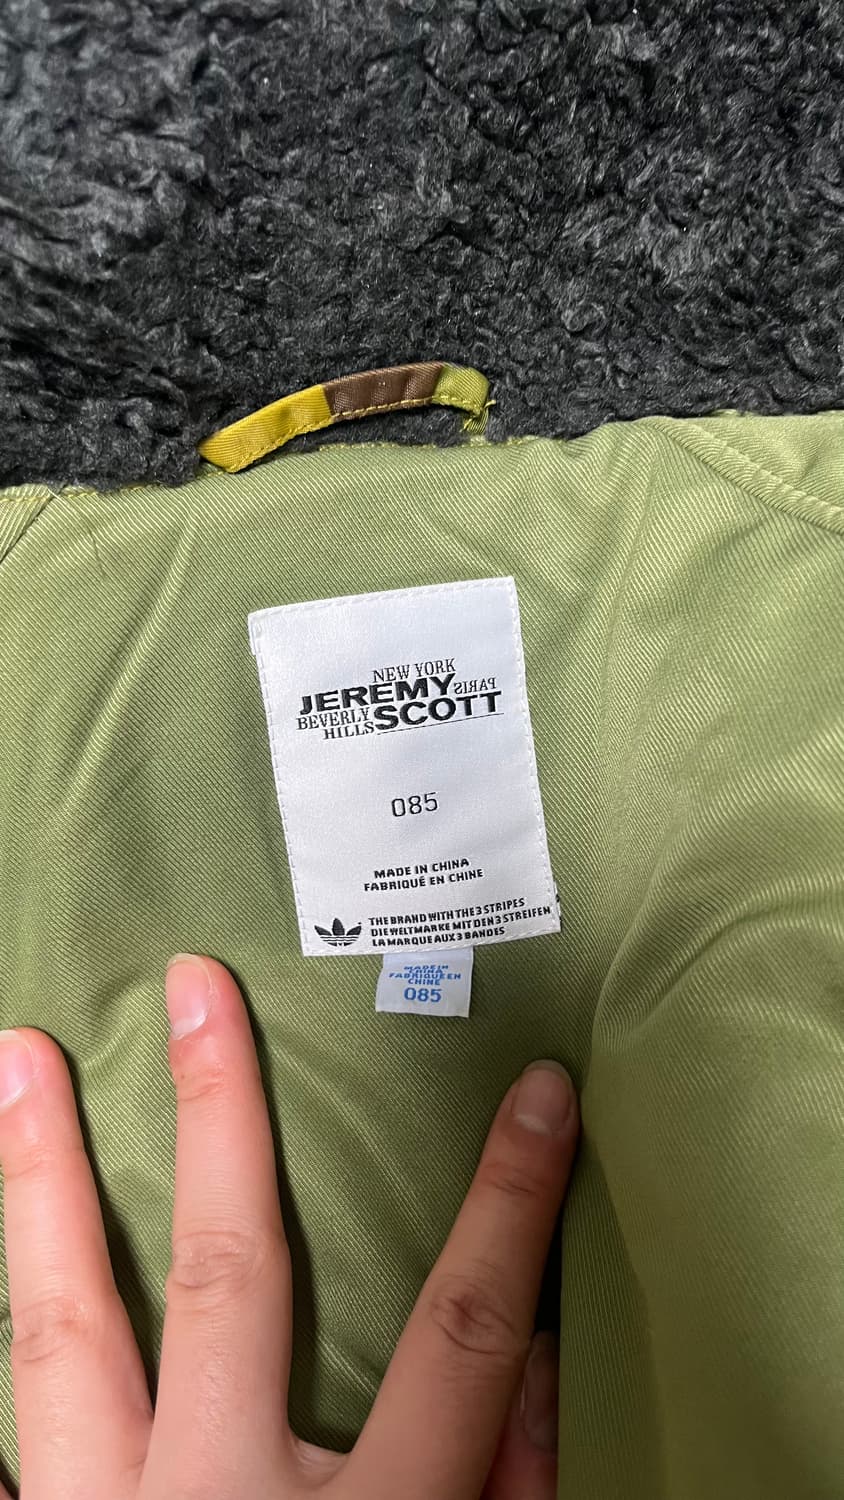 NEW YORK
JEREMY PARIS
BEVERLY SCOTT
HILLS
085
MADE IN CHINA
FABRIQUÉ EN CHINE
THE BRAND WITH THE 3 STRIPES
DIE WELTMARKE MIT DEN 3 STREIFEN
LA MARQUE AUX 3 BANDES
MADE IN
CHINA
FABRIQUÉ EN
CHINE
085